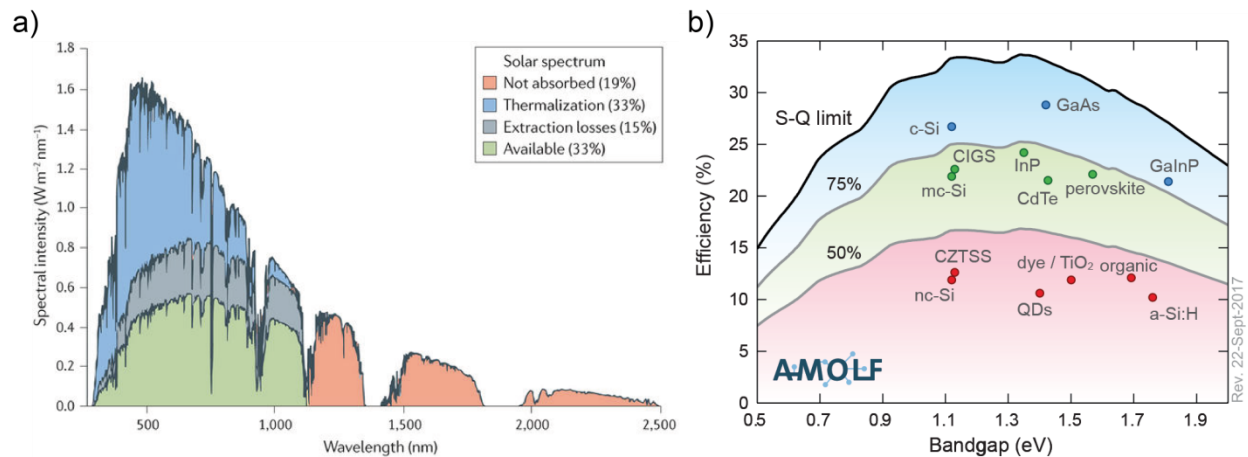 a)
1.8
1.6
1.4
1.2
1.0
0.8
0.6
0.4
0.2
0.0
Spectral intensity (W m⁻² nm⁻¹)
Solar spectrum
Not absorbed (19%)
Thermalization (33%)
Extraction losses (15%)
Available (33%)
500
1,000
1,500
2,000
2,500
Wavelength (nm)
b)
35
30
25
20
15
10
5
0
Efficiency (%)
S-Q limit
75%
50%
GaAs
c-Si
CIGS
InP
GaInP
mc-Si
CdTe
perovskite
CZTSS
dye / TiO₂
organic
nc-Si
QDs
a-Si:H
AMOLF
0.5
0.7
0.9
1.1
1.3
1.5
1.7
1.9
Bandgap (eV)
Rev. 22-Sept-2017